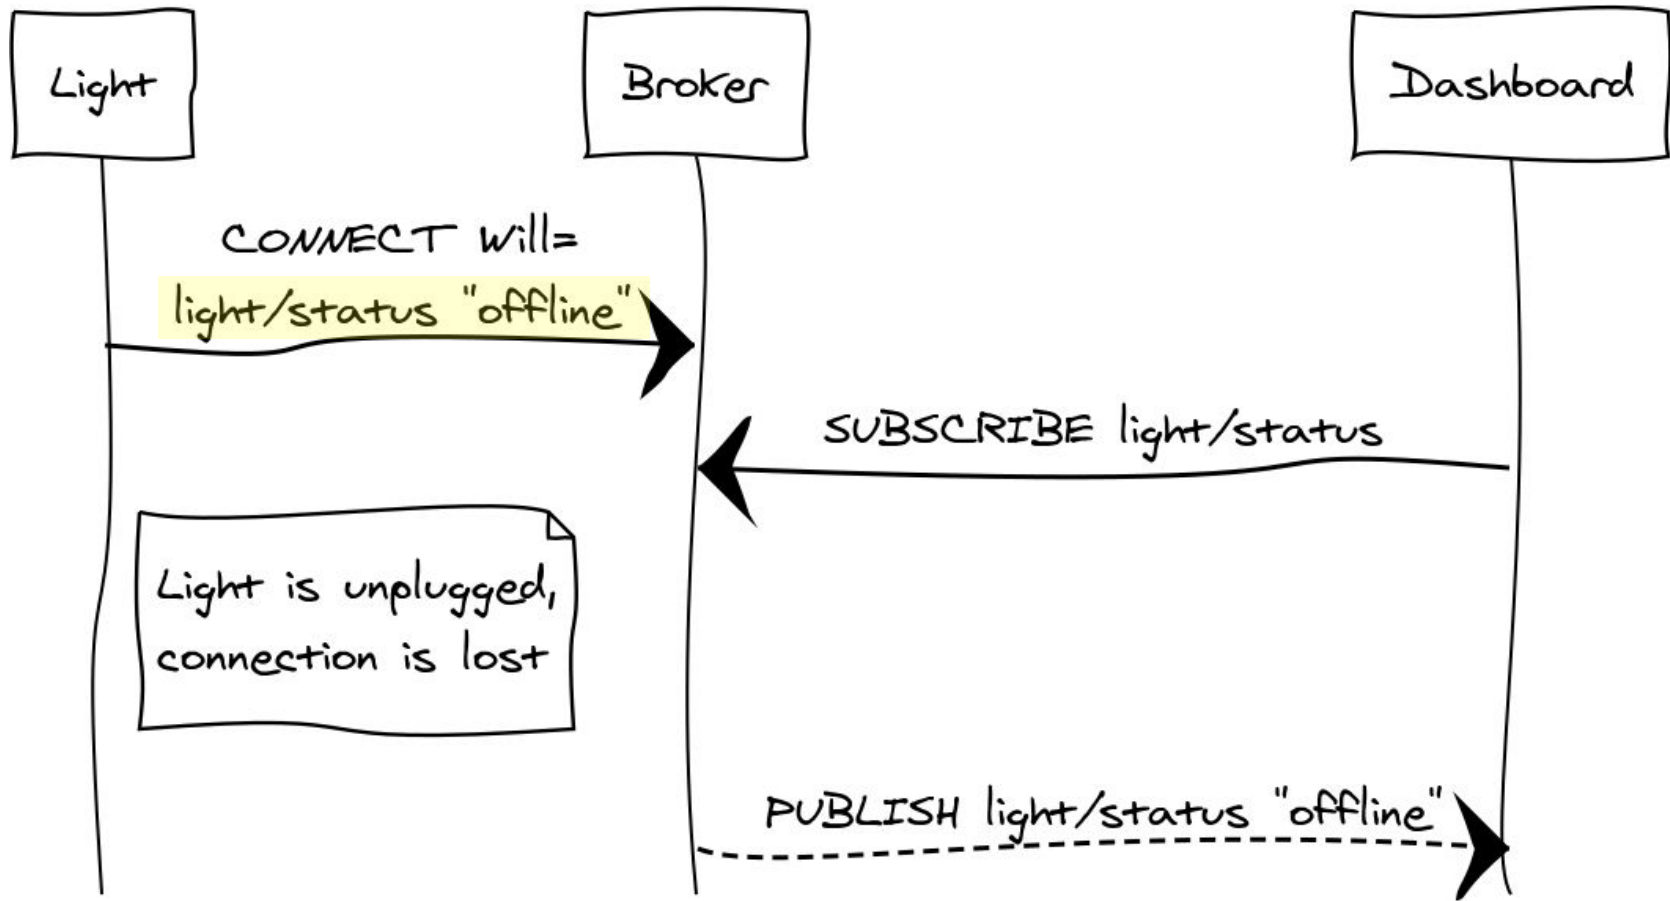 Light
Broker
Dashboard
CONNECT Will=
light/status "offline"
SUBSCRIBE light/status
Light is unplugged,
connection is lost
PUBLISH light/status "offline"